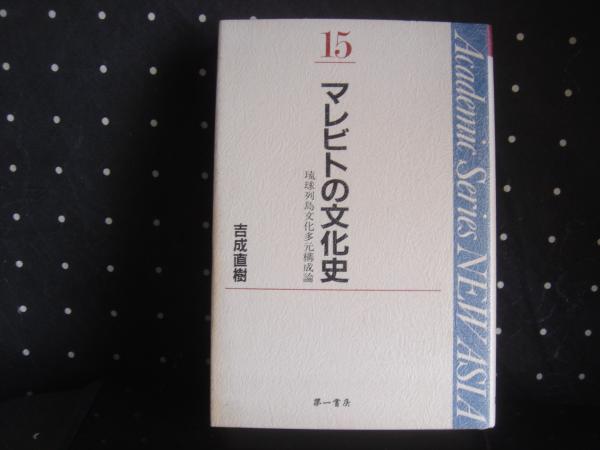 15
マレビトの文化史
琉球列島文化多元構成論
吉成直樹
第一書房
Academic Series NEW ASIA